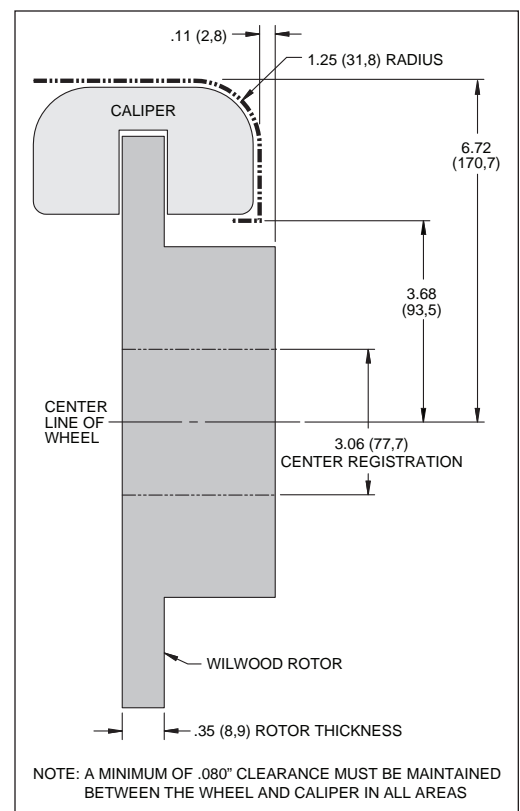 .11 (2,8)
1.25 (31,8) RADIUS
CALIPER
6.72
(170,7)
3.68
(93,5)
CENTER
LINE OF
WHEEL
3.06 (77,7)
CENTER REGISTRATION
WILWOOD ROTOR
.35 (8,9) ROTOR THICKNESS
NOTE: A MINIMUM OF .080" CLEARANCE MUST BE MAINTAINED
BETWEEN THE WHEEL AND CALIPER IN ALL AREAS